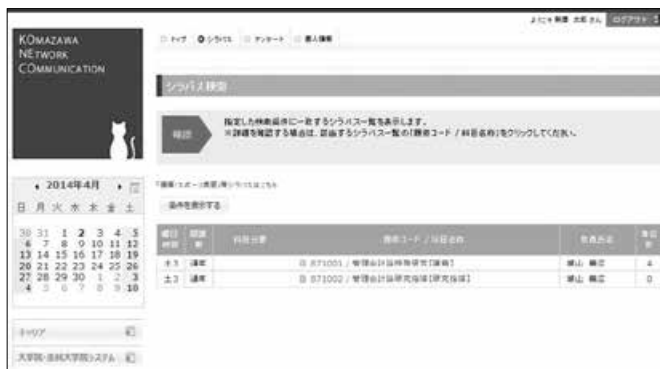 ログアウト
KOMAZAWA
NETWORK
COMMUNICATION
トップ シラバス アンケート 個人情報
シラバス検索
確認
指定した検索条件に一致するシラバス一覧を表示します。
※詳細を確認する場合は、該当するシラバス一覧の「履修コード / 科目名称」をクリックしてください。
2014年4月
日 月 火 水 木 金 土
30 31 1 2 3 4 5
6 7 8 9 10 11 12
13 14 15 16 17 18 19
20 21 22 23 24 25 26
27 28 29 30 1 2 3
4 5 6 7 8 9 10
条件を表示する
曜日時限 開講期 科目分類 履修コード / 科目名称 教員氏名 単位数
通年 871001 / 管理会計論特殊研究[講義] 4
土3 通年 871002 / 管理会計論研究指導[研究指導] 0
キャリア
大学院・法科大学院システム